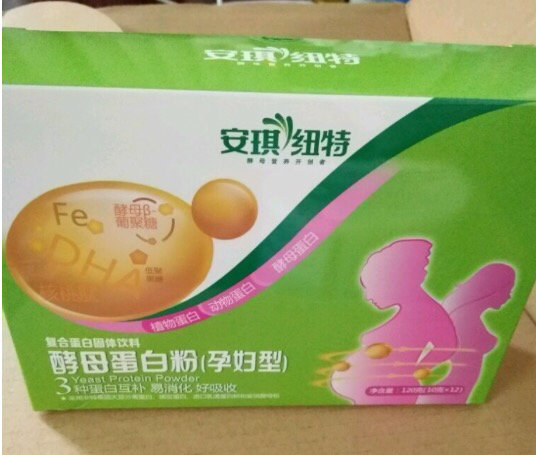 安琪纽特
安琪纽特
酵母营养开创者
Fe
酵母β-
葡聚糖
DHA
低聚
果糖
植物蛋白
动物蛋白
酵母蛋白
复合蛋白固体饮料
酵母蛋白粉(孕妇型)
Yeast Protein Powder
3种蛋白互补 易消化 好吸收
净含量 120克(10克×12)